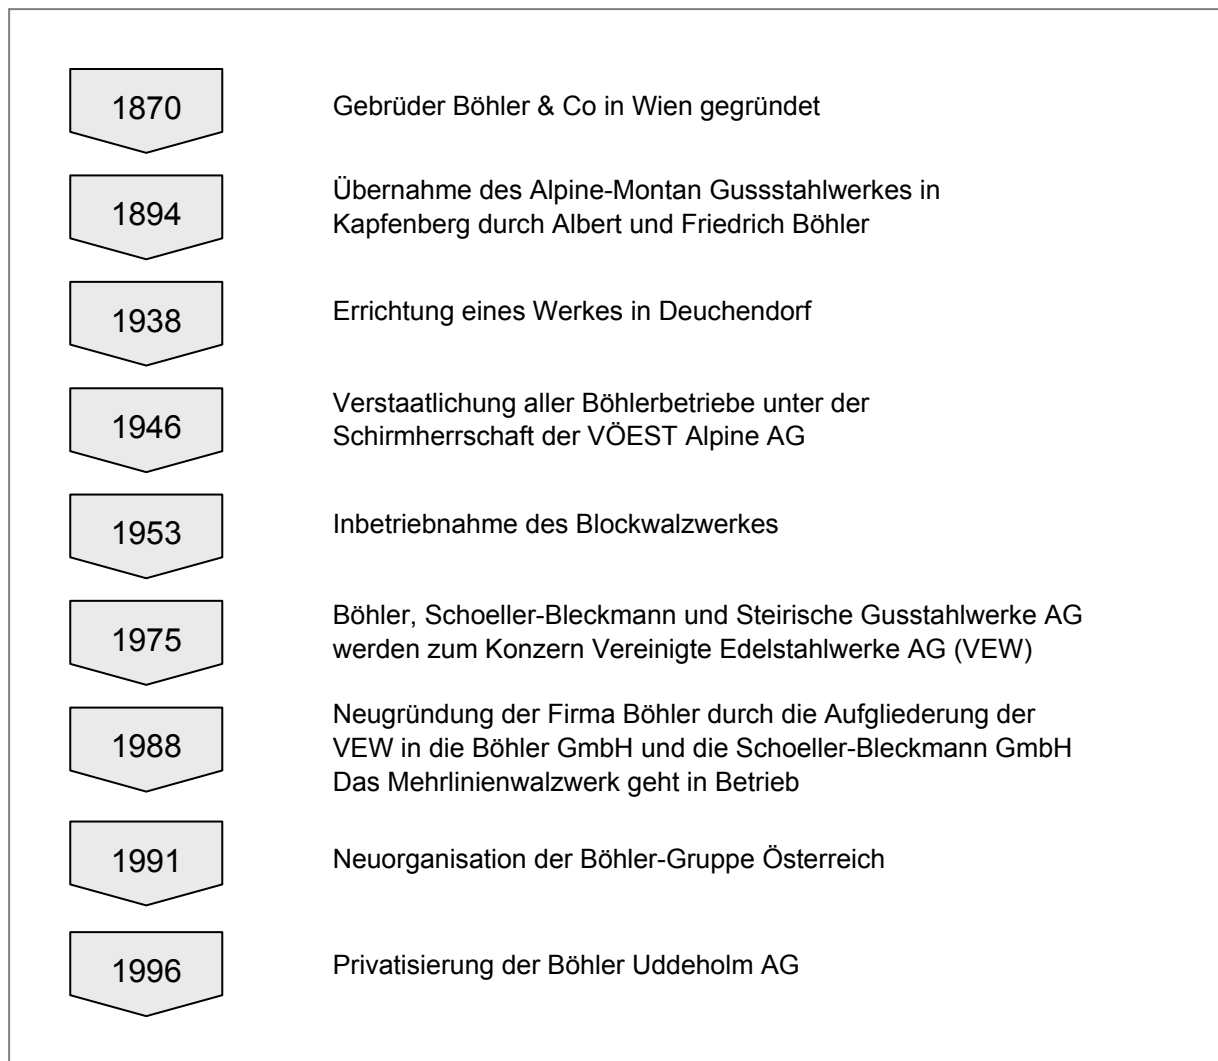 1870
Gebrüder Böhler & Co in Wien gegründet
1894
Übernahme des Alpine-Montan Gussstahlwerkes in
Kapfenberg durch Albert und Friedrich Böhler
1938
Errichtung eines Werkes in Deuchendorf
1946
Verstaatlichung aller Böhlerbetriebe unter der
Schirmherrschaft der VÖEST Alpine AG
1953
Inbetriebnahme des Blockwalzwerkes
1975
Böhler, Schoeller-Bleckmann und Steirische Gusstahlwerke AG
werden zum Konzern Vereinigte Edelstahlwerke AG (VEW)
1988
Neugründung der Firma Böhler durch die Aufgliederung der
VEW in die Böhler GmbH und die Schoeller-Bleckmann GmbH
Das Mehrlinienwalzwerk geht in Betrieb
1991
Neuorganisation der Böhler-Gruppe Österreich
1996
Privatisierung der Böhler Uddeholm AG